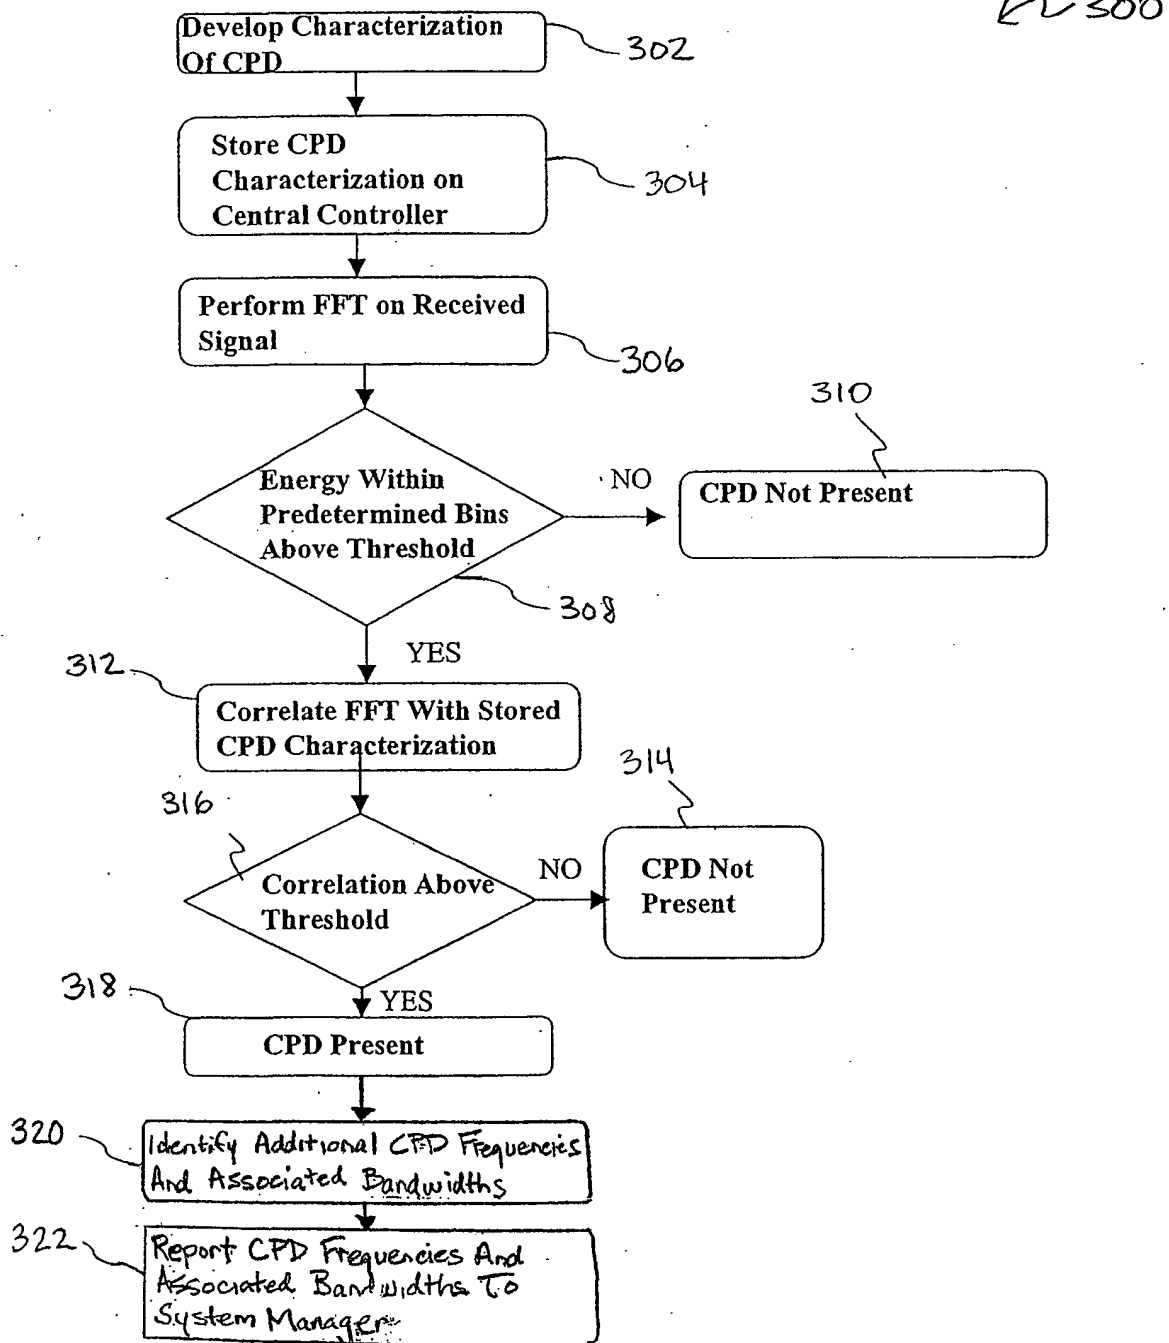 300
Develop Characterization
Of CPD
302
Store CPD
Characterization on
Central Controller
304
Perform FFT on Received
Signal
306
310
Energy Within
Predetermined Bins
Above Threshold
NO
CPD Not Present
308
YES
312
Correlate FFT With Stored
CPD Characterization
314
316
Correlation Above
Threshold
NO
CPD Not
Present
318
YES
CPD Present
320
Identify Additional CPD Frequencies
And Associated Bandwidths
322
Report CPD Frequencies And
Associated Bandwidths To
System Manager